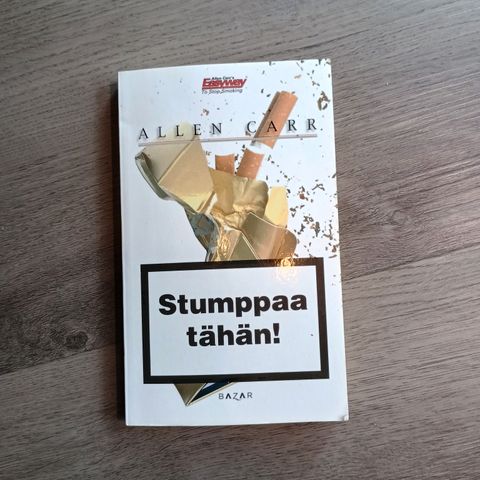 Allen Carr's
Easyway
To Stop Smoking
ALLEN CARR
Stumppaa
tähän!
BAZAR